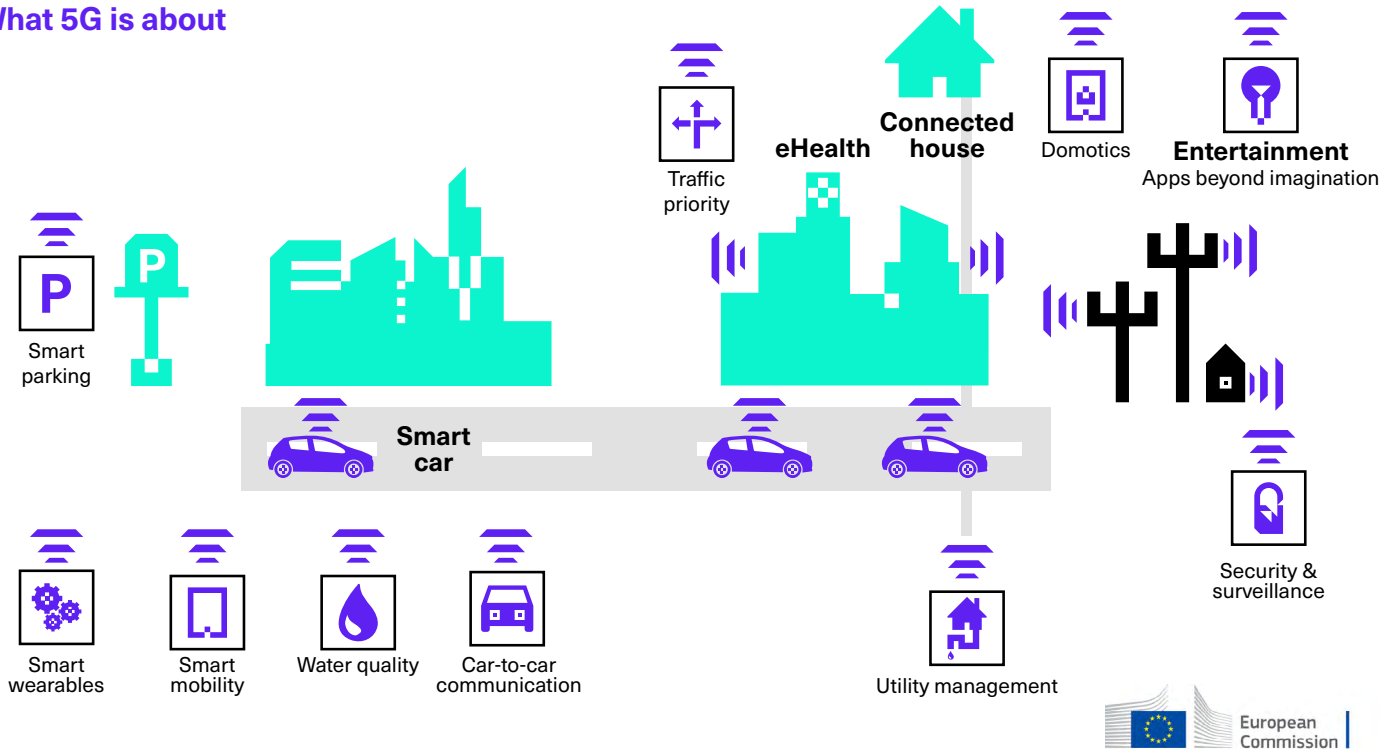 What 5G is about
Traffic
priority
eHealth
Connected
house
Domotics
Entertainment
Apps beyond imagination
P
P
Smart
parking
Smart
car
Security &
surveillance
Smart
wearables
Smart
mobility
Water quality
Car-to-car
communication
Utility management
European
Commission